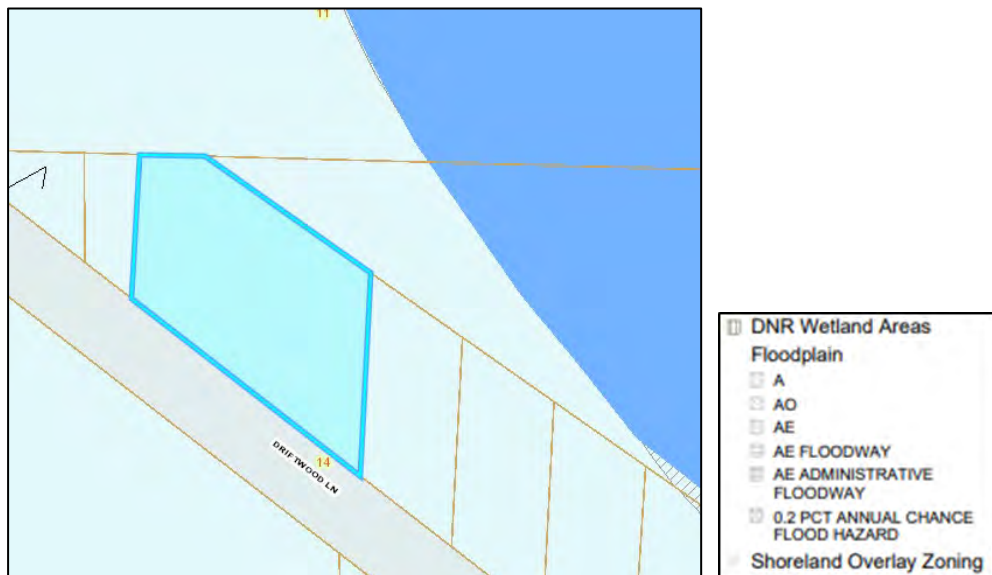 11
14
DRIFTWOOD LN
DNR Wetland Areas
Floodplain
A
AO
AE
AE FLOODWAY
AE ADMINISTRATIVE
FLOODWAY
0.2 PCT ANNUAL CHANCE
FLOOD HAZARD
Shoreland Overlay Zoning